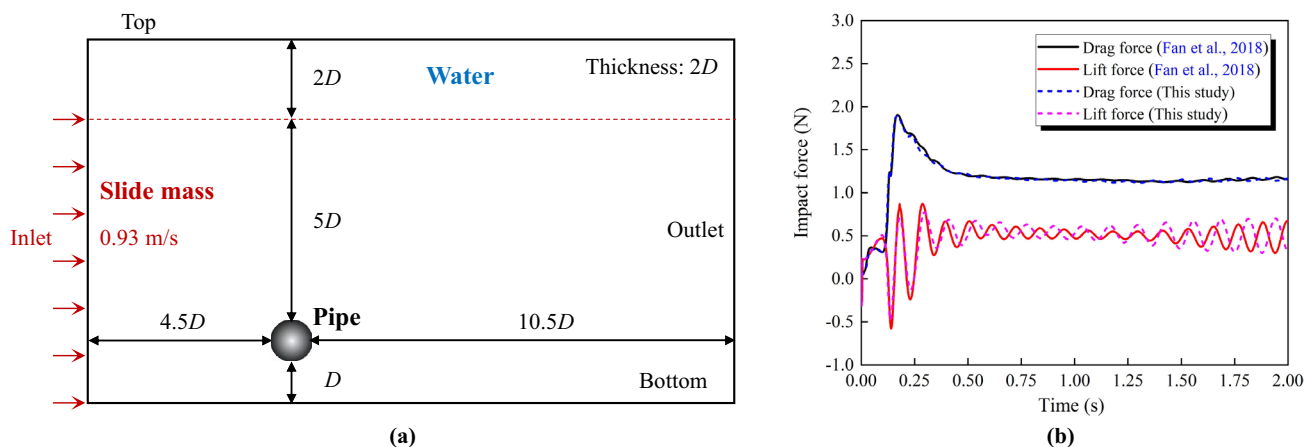 Top
2D
Water
Thickness: 2D
Slide mass
5D
Inlet
0.93 m/s
Outlet
4.5D
Pipe
10.5D
D
Bottom
(a)
3.0
2.5
2.0
1.5
1.0
0.5
0.0
-0.5
-1.0
Impact force (N)
Drag force (Fan et al., 2018)
Lift force (Fan et al., 2018)
Drag force (This study)
Lift force (This study)
0.00 0.25 0.50 0.75 1.00 1.25 1.50 1.75 2.00
Time (s)
(b)